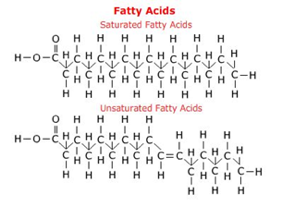 Fatty Acids
Saturated Fatty Acids
O H H H H H H H
H–O–C H C H C H C H C H C H C H C H
C C C C C C C C–H
H H H H H H H H
Unsaturated Fatty Acids
O H H H H
H–O–C H C H C H C H C H H H
C C C C C=C H C H C H
H H H H C C C–H
H H H